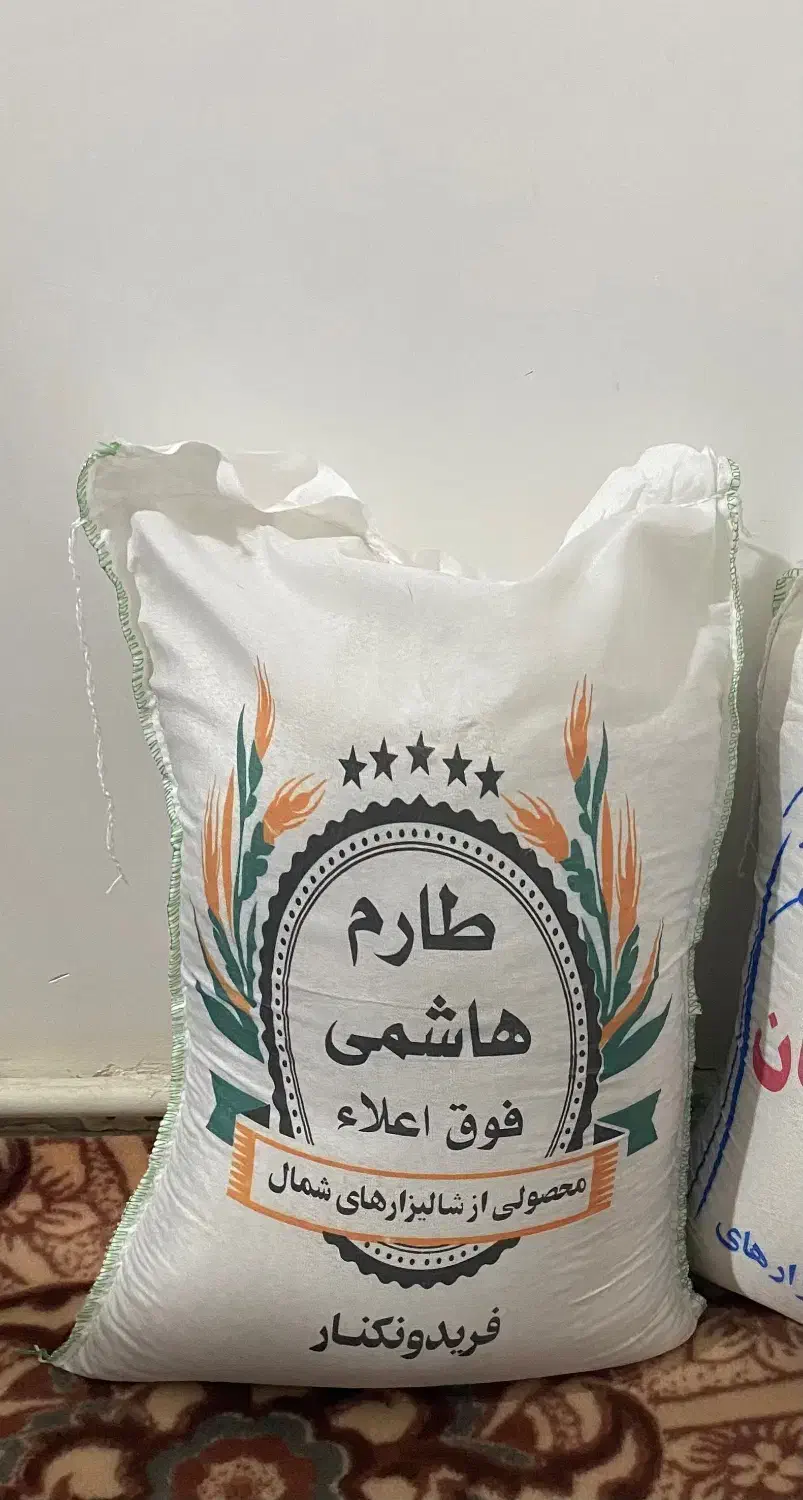 طارم
هاشمی
فوق اعلاء
محصولی از شالیزارهای شمال
فریدونکنار